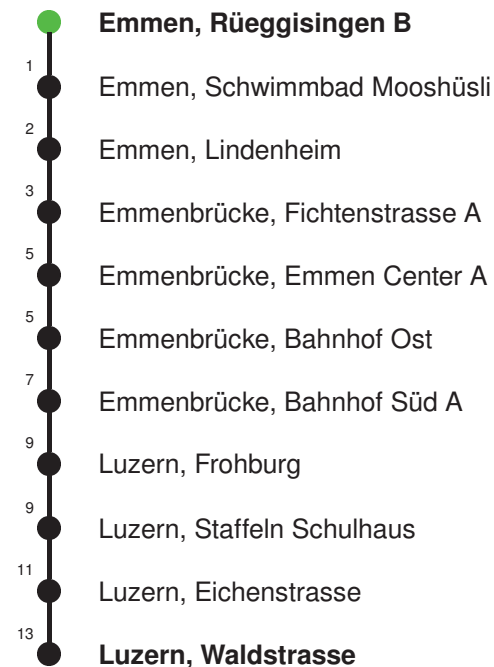 Emmen, Rüeggisingen B
1
Emmen, Schwimmbad Mooshüsli
2
Emmen, Lindenheim
3
Emmenbrücke, Fichtenstrasse A
5
Emmenbrücke, Emmen Center A
5
Emmenbrücke, Bahnhof Ost
7
Emmenbrücke, Bahnhof Süd A
9
Luzern, Frohburg
9
Luzern, Staffeln Schulhaus
11
Luzern, Eichenstrasse
13
Luzern, Waldstrasse